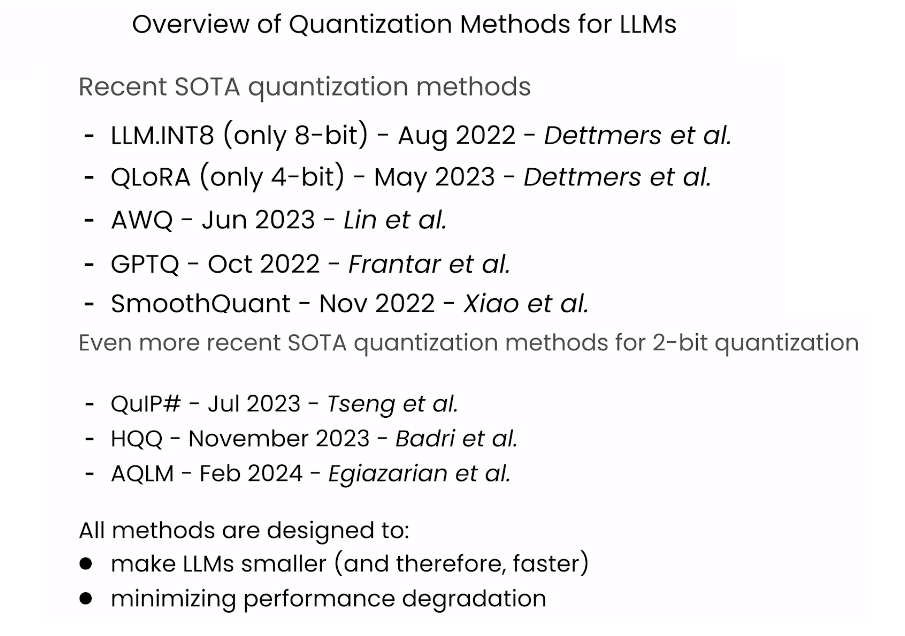 Overview of Quantization Methods for LLMs
Recent SOTA quantization methods
- LLM.INT8 (only 8-bit) - Aug 2022 - Dettmers et al.
- QLoRA (only 4-bit) - May 2023 - Dettmers et al.
- AWQ - Jun 2023 - Lin et al.
- GPTQ - Oct 2022 - Frantar et al.
- SmoothQuant - Nov 2022 - Xiao et al.
Even more recent SOTA quantization methods for 2-bit quantization
- QuIP# - Jul 2023 - Tseng et al.
- HQQ - November 2023 - Badri et al.
- AQLM - Feb 2024 - Egiazarian et al.
All methods are designed to:
● make LLMs smaller (and therefore, faster)
● minimizing performance degradation